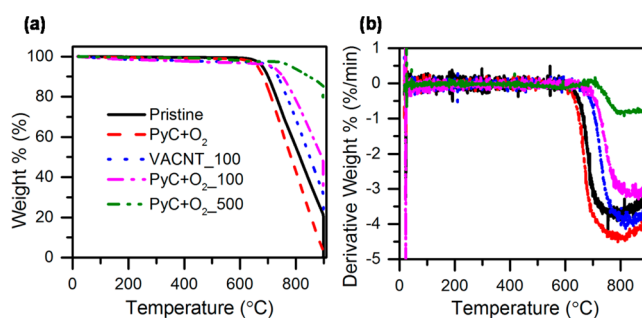 (a)
100
80
60
40
20
0
Weight % (%)
Pristine
PyC+O₂
VACNT_100
PyC+O₂_100
PyC+O₂_500
0 200 400 600 800
Temperature (°C)
(b)
1
0
-1
-2
-3
-4
-5
Derivative Weight % (%/min)
0 200 400 600 800
Temperature (°C)